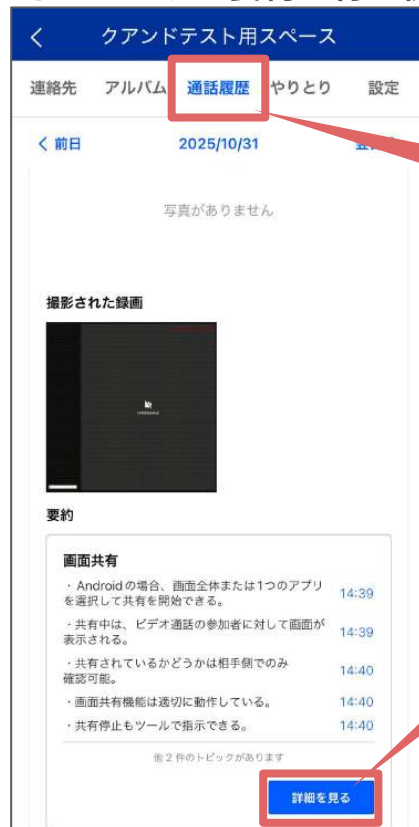 クアンドテスト用スペース
連絡先 アルバム 通話履歴 やりとり 設定
前日 2025/10/31
写真がありません
撮影された録画
要約
画面共有
・Androidの場合、画面全体または1つのアプリ
を選択して共有を開始できる。 14:39
・共有中は、ビデオ通話の参加者に対して画面が
表示される。 14:39
・共有されているかどうかは相手側でのみ
確認可能。 14:40
・画面共有機能は適切に動作している。 14:40
・共有停止もツールで指示できる。 14:40
他2件のトピックがあります
詳細を見る